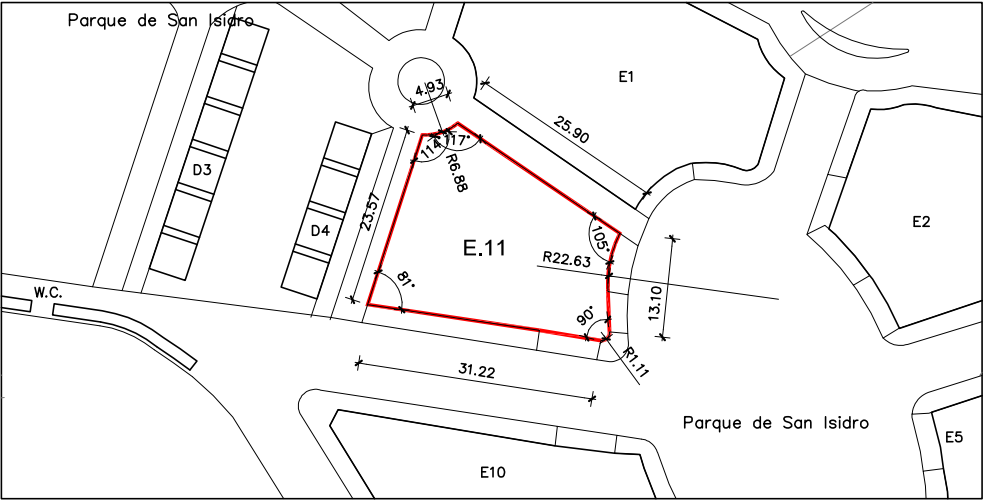 Parque de San Isidro
E1
4.93
25.90
114°
117°
R6.88
D3
D4
23.57
E.11
105°
E2
R22.63
81°
13.10
W.C.
90°
R1.11
31.22
Parque de San Isidro
E10
E5